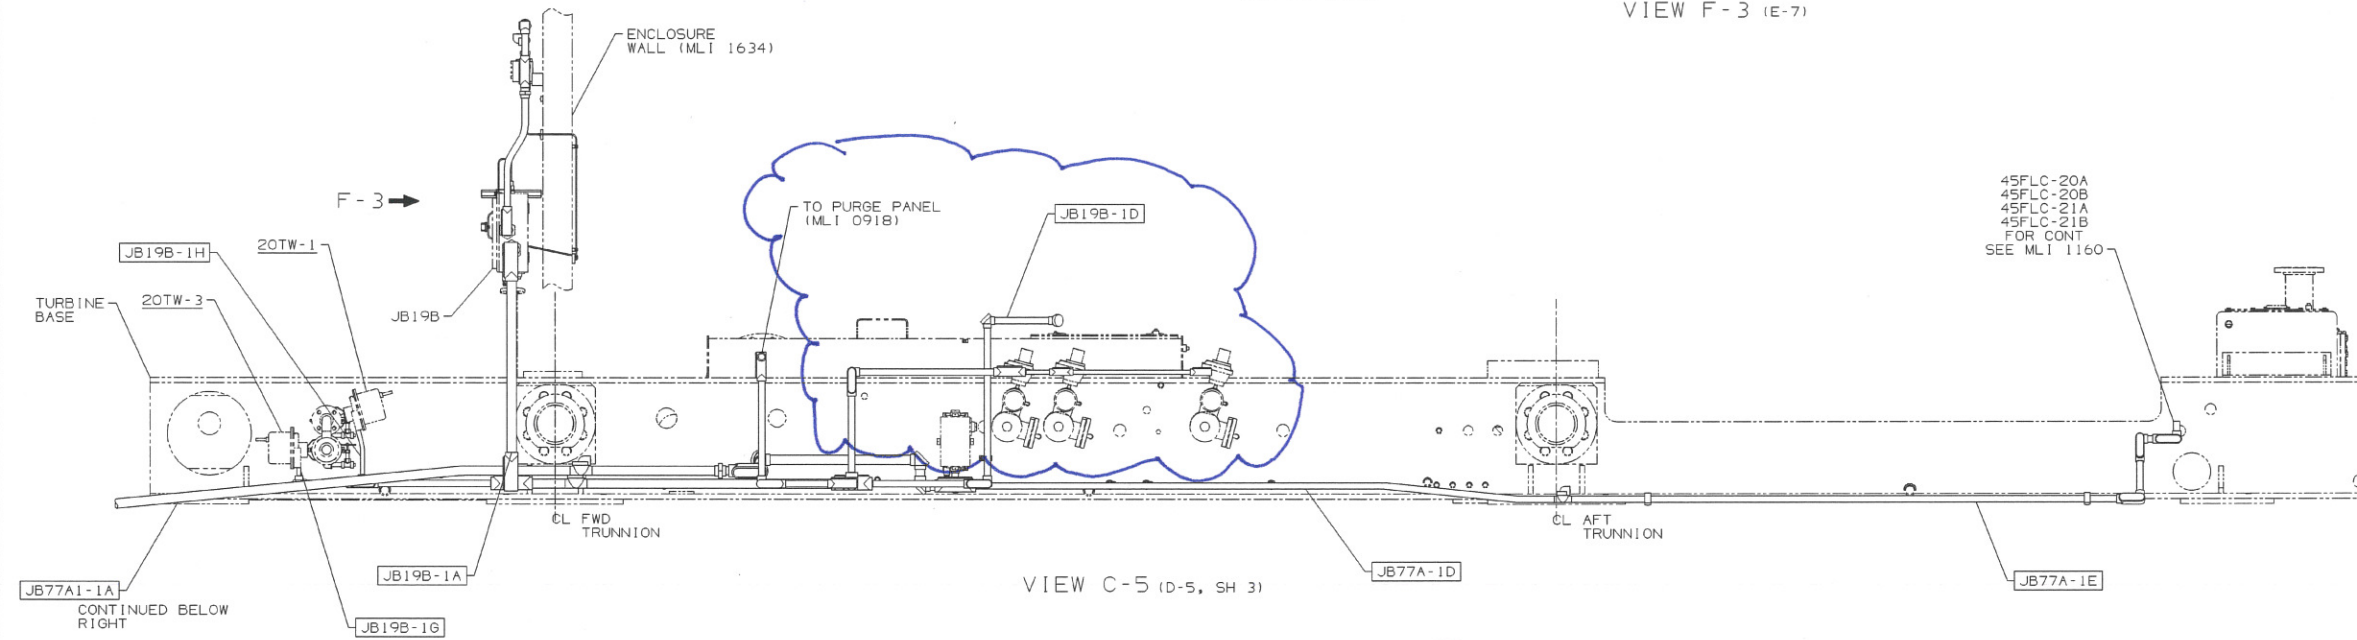 VIEW F-3 (E-7)
ENCLOSURE
WALL (MLI 1634)
F-3
TO PURGE PANEL
(MLI 0918)
JB19B-1D
45FLC-20A
45FLC-20B
45FLC-21A
45FLC-21B
FOR CONT
SEE MLI 1160
JB19B-1H
20TW-1
TURBINE
BASE
20TW-3
JB19B
CL FWD
TRUNNION
CL AFT
TRUNNION
JB77A1-1A
CONTINUED BELOW
RIGHT
JB19B-1A
JB19B-1G
VIEW C-5 (D-5, SH 3)
JB77A-1D
JB77A-1E